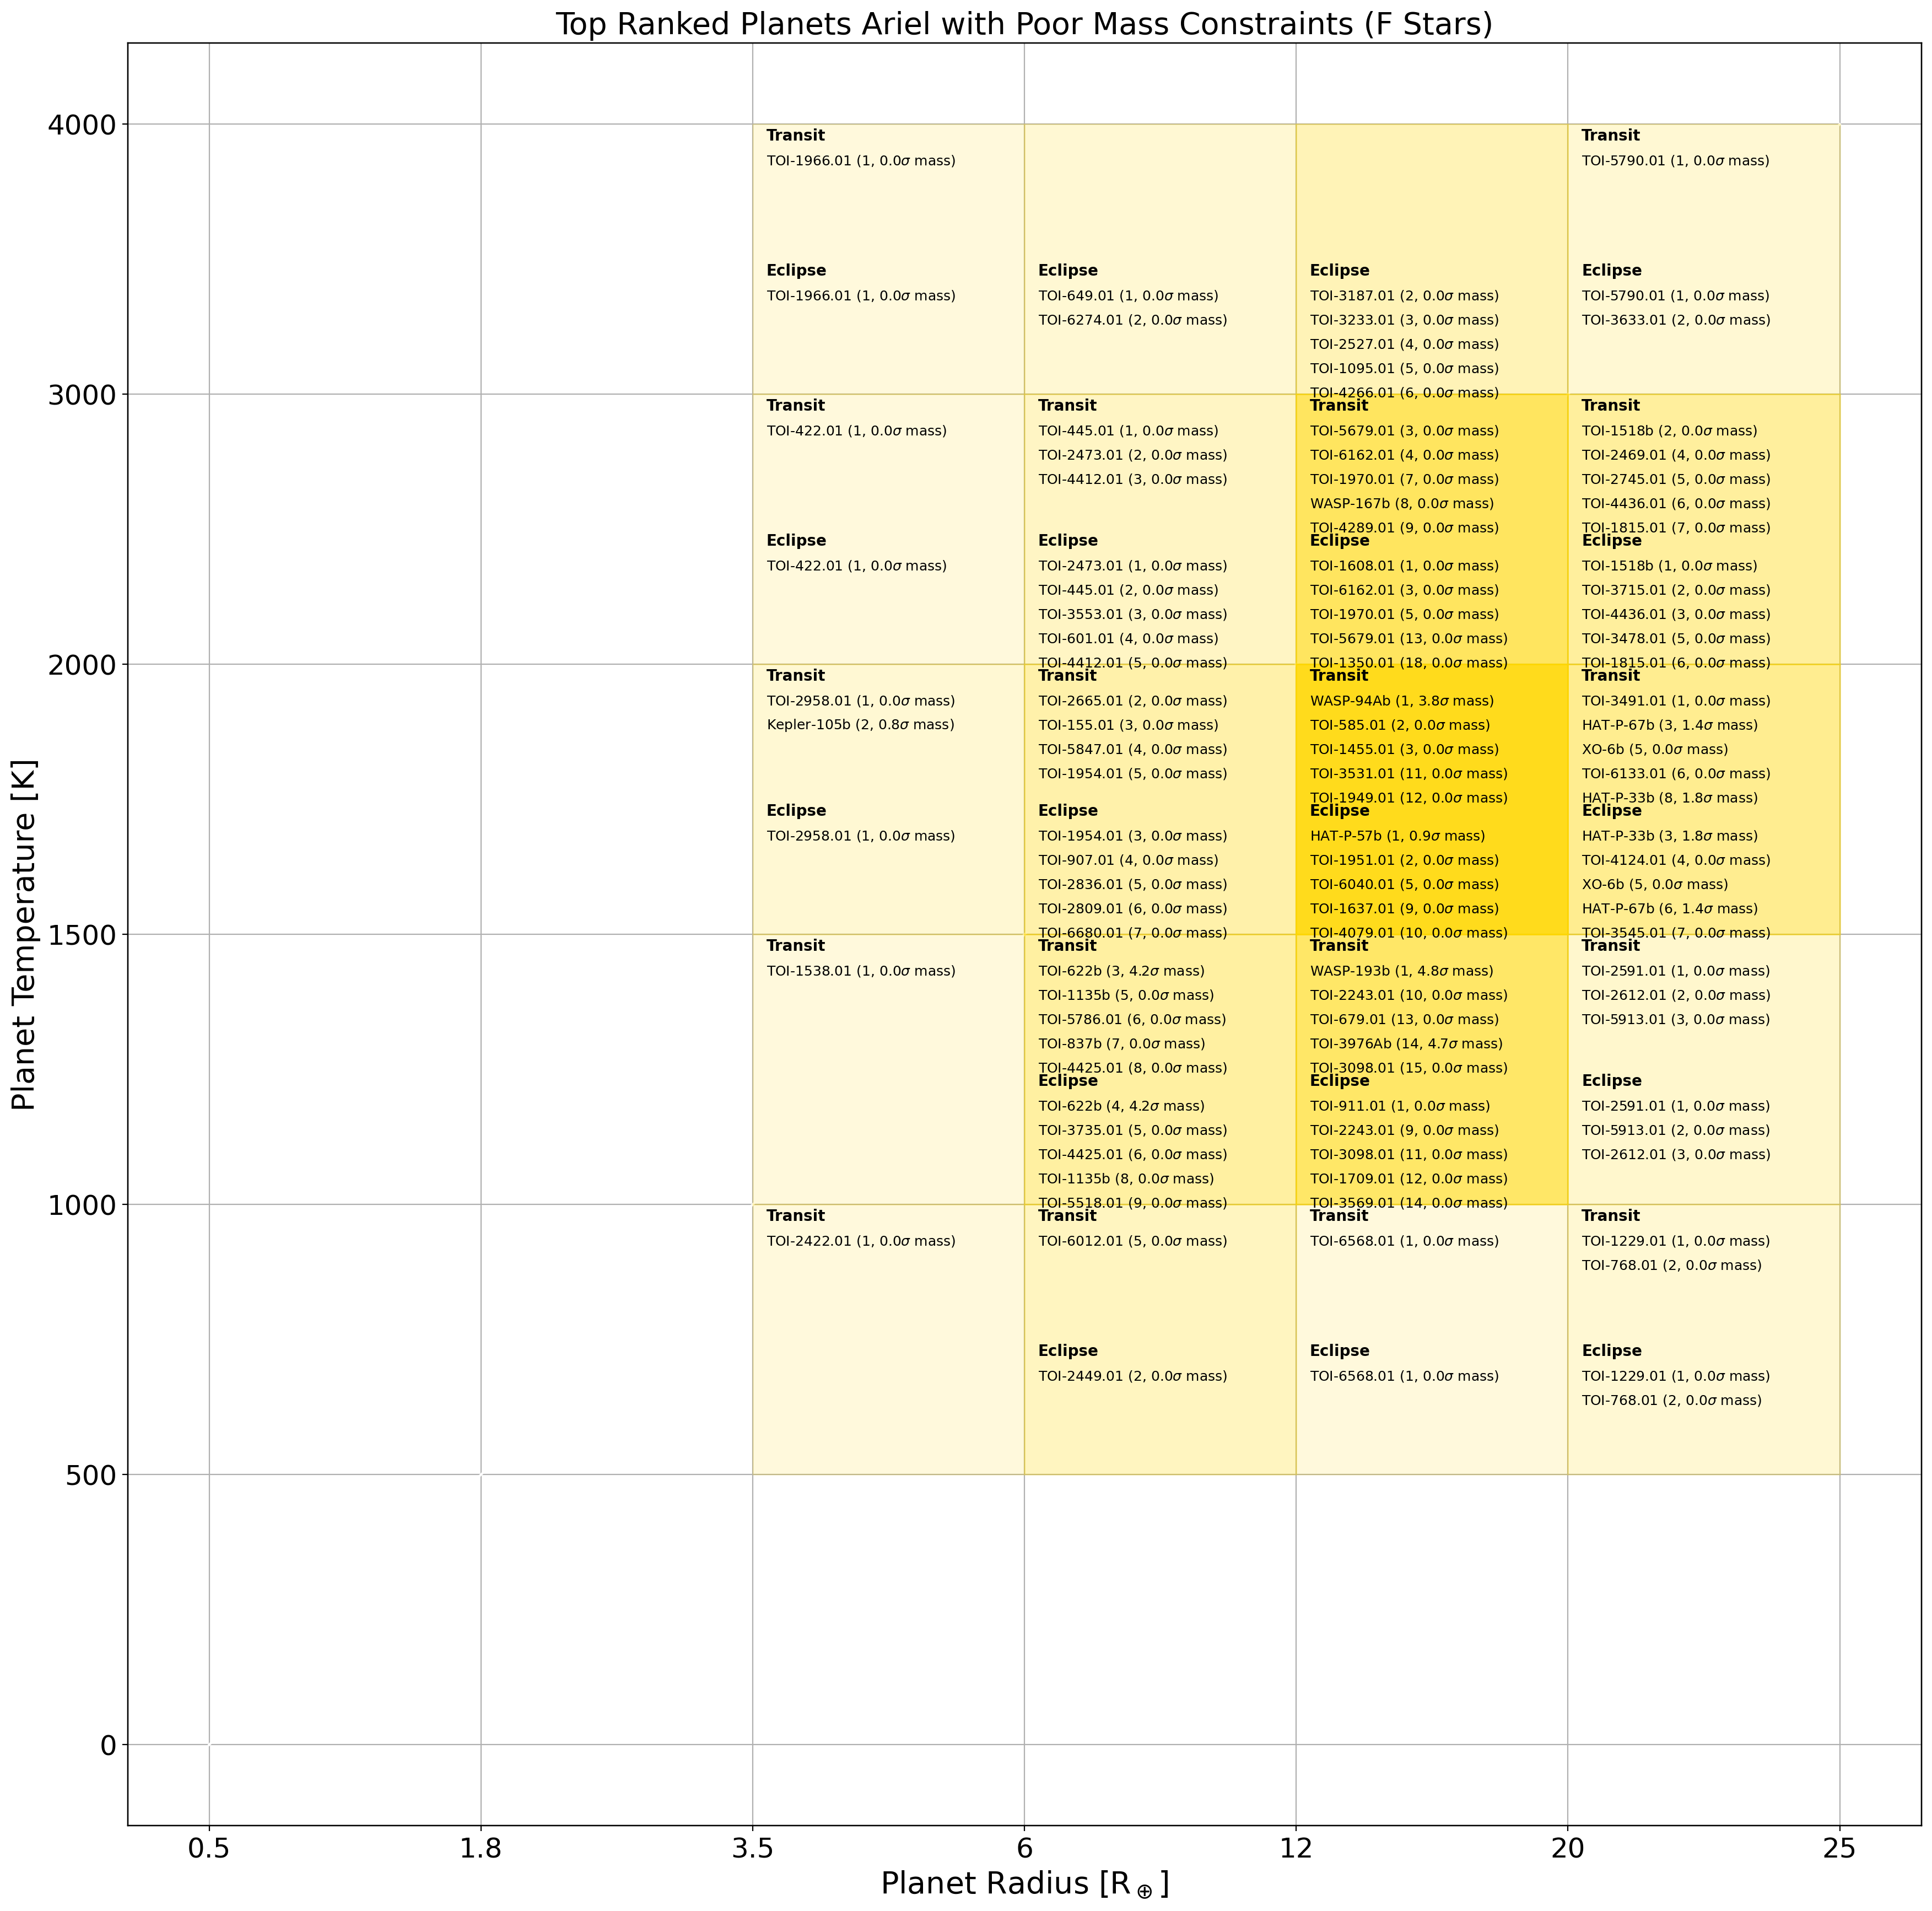 Top Ranked Planets Ariel with Poor Mass Constraints (F Stars)
Planet Temperature [K]
4000
3000
2000
1500
1000
500
0
Transit
TOI-1966.01 (1, 0.0σ mass)
Eclipse
TOI-1966.01 (1, 0.0σ mass)
Eclipse
TOI-649.01 (1, 0.0σ mass)
TOI-6274.01 (2, 0.0σ mass)
Eclipse
TOI-3187.01 (2, 0.0σ mass)
TOI-3233.01 (3, 0.0σ mass)
TOI-2527.01 (4, 0.0σ mass)
TOI-1095.01 (5, 0.0σ mass)
TOI-4266.01 (6, 0.0σ mass)
Transit
TOI-5790.01 (1, 0.0σ mass)
Eclipse
TOI-5790.01 (1, 0.0σ mass)
TOI-3633.01 (2, 0.0σ mass)
Transit
TOI-422.01 (1, 0.0σ mass)
Eclipse
TOI-422.01 (1, 0.0σ mass)
Transit
TOI-445.01 (1, 0.0σ mass)
TOI-2473.01 (2, 0.0σ mass)
TOI-4412.01 (3, 0.0σ mass)
Eclipse
TOI-2473.01 (1, 0.0σ mass)
TOI-445.01 (2, 0.0σ mass)
TOI-3553.01 (3, 0.0σ mass)
TOI-601.01 (4, 0.0σ mass)
TOI-4412.01 (5, 0.0σ mass)
Transit
TOI-5679.01 (3, 0.0σ mass)
TOI-6162.01 (4, 0.0σ mass)
TOI-1970.01 (7, 0.0σ mass)
WASP-167b (8, 0.0σ mass)
TOI-4289.01 (9, 0.0σ mass)
Eclipse
TOI-1608.01 (1, 0.0σ mass)
TOI-6162.01 (3, 0.0σ mass)
TOI-1970.01 (5, 0.0σ mass)
TOI-5679.01 (13, 0.0σ mass)
TOI-1350.01 (18, 0.0σ mass)
Transit
TOI-1518b (2, 0.0σ mass)
TOI-2469.01 (4, 0.0σ mass)
TOI-2745.01 (5, 0.0σ mass)
TOI-4436.01 (6, 0.0σ mass)
TOI-1815.01 (7, 0.0σ mass)
Eclipse
TOI-1518b (1, 0.0σ mass)
TOI-3715.01 (2, 0.0σ mass)
TOI-4436.01 (3, 0.0σ mass)
TOI-3478.01 (5, 0.0σ mass)
TOI-1815.01 (6, 0.0σ mass)
Transit
TOI-2958.01 (1, 0.0σ mass)
Kepler-105b (2, 0.8σ mass)
Eclipse
TOI-2958.01 (1, 0.0σ mass)
Transit
TOI-2665.01 (2, 0.0σ mass)
TOI-155.01 (3, 0.0σ mass)
TOI-5847.01 (4, 0.0σ mass)
TOI-1954.01 (5, 0.0σ mass)
Eclipse
TOI-1954.01 (3, 0.0σ mass)
TOI-907.01 (4, 0.0σ mass)
TOI-2836.01 (5, 0.0σ mass)
TOI-2809.01 (6, 0.0σ mass)
TOI-6680.01 (7, 0.0σ mass)
Transit
WASP-94Ab (1, 3.8σ mass)
TOI-585.01 (2, 0.0σ mass)
TOI-1455.01 (3, 0.0σ mass)
TOI-3531.01 (11, 0.0σ mass)
TOI-1949.01 (12, 0.0σ mass)
Eclipse
HAT-P-57b (1, 0.9σ mass)
TOI-1951.01 (2, 0.0σ mass)
TOI-6040.01 (5, 0.0σ mass)
TOI-1637.01 (9, 0.0σ mass)
TOI-4079.01 (10, 0.0σ mass)
Transit
TOI-3491.01 (1, 0.0σ mass)
HAT-P-67b (3, 1.4σ mass)
XO-6b (5, 0.0σ mass)
TOI-6133.01 (6, 0.0σ mass)
HAT-P-33b (8, 1.8σ mass)
Eclipse
HAT-P-33b (3, 1.8σ mass)
TOI-4124.01 (4, 0.0σ mass)
XO-6b (5, 0.0σ mass)
HAT-P-67b (6, 1.4σ mass)
TOI-3545.01 (7, 0.0σ mass)
Transit
TOI-1538.01 (1, 0.0σ mass)
Transit
TOI-622b (3, 4.2σ mass)
TOI-1135b (5, 0.0σ mass)
TOI-5786.01 (6, 0.0σ mass)
TOI-837b (7, 0.0σ mass)
TOI-4425.01 (8, 0.0σ mass)
Eclipse
TOI-622b (4, 4.2σ mass)
TOI-3735.01 (5, 0.0σ mass)
TOI-4425.01 (6, 0.0σ mass)
TOI-1135b (8, 0.0σ mass)
TOI-5518.01 (9, 0.0σ mass)
Transit
WASP-193b (1, 4.8σ mass)
TOI-2243.01 (10, 0.0σ mass)
TOI-679.01 (13, 0.0σ mass)
TOI-3976Ab (14, 4.7σ mass)
TOI-3098.01 (15, 0.0σ mass)
Eclipse
TOI-911.01 (1, 0.0σ mass)
TOI-2243.01 (9, 0.0σ mass)
TOI-3098.01 (11, 0.0σ mass)
TOI-1709.01 (12, 0.0σ mass)
TOI-3569.01 (14, 0.0σ mass)
Transit
TOI-2591.01 (1, 0.0σ mass)
TOI-2612.01 (2, 0.0σ mass)
TOI-5913.01 (3, 0.0σ mass)
Eclipse
TOI-2591.01 (1, 0.0σ mass)
TOI-5913.01 (2, 0.0σ mass)
TOI-2612.01 (3, 0.0σ mass)
Transit
TOI-2422.01 (1, 0.0σ mass)
Transit
TOI-6012.01 (5, 0.0σ mass)
Eclipse
TOI-2449.01 (2, 0.0σ mass)
Transit
TOI-6568.01 (1, 0.0σ mass)
Eclipse
TOI-6568.01 (1, 0.0σ mass)
Transit
TOI-1229.01 (1, 0.0σ mass)
TOI-768.01 (2, 0.0σ mass)
Eclipse
TOI-1229.01 (1, 0.0σ mass)
TOI-768.01 (2, 0.0σ mass)
0.5 1.8 3.5 6 12 20 25
Planet Radius [R⊕]